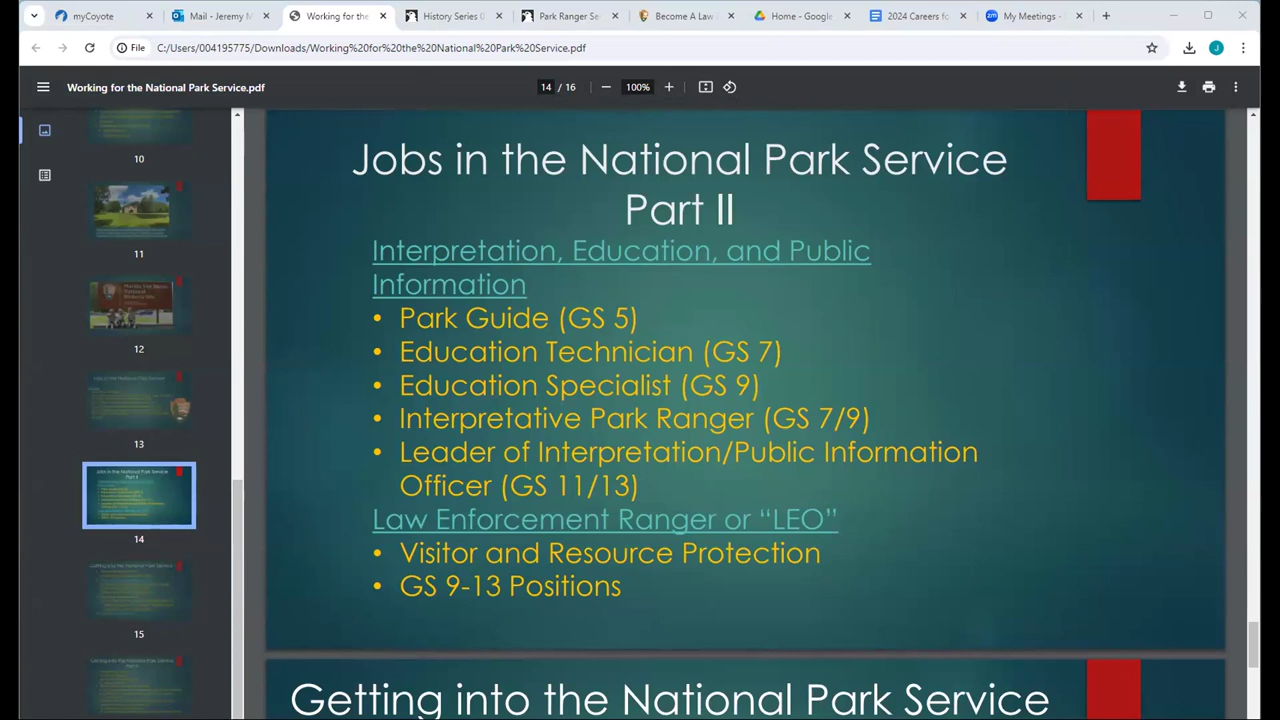 myCoyote
Mail - Jeremy M
Working for the
History Series 0
Park Ranger Se
Become A Law
Home - Google
2024 Careers fo
My Meetings -
File
C:/Users/004195775/Downloads/Working%20for%20the%20National%20Park%20Service.pdf
J
Working for the National Park Service.pdf
14 / 16
100%
10
11
12
13
14
15
Jobs in the National Park Service
Part II
Interpretation, Education, and Public
Information
• Park Guide (GS 5)
• Education Technician (GS 7)
• Education Specialist (GS 9)
• Interpretative Park Ranger (GS 7/9)
• Leader of Interpretation/Public Information
Officer (GS 11/13)
Law Enforcement Ranger or “LEO”
• Visitor and Resource Protection
• GS 9-13 Positions
Getting into the National Park Service